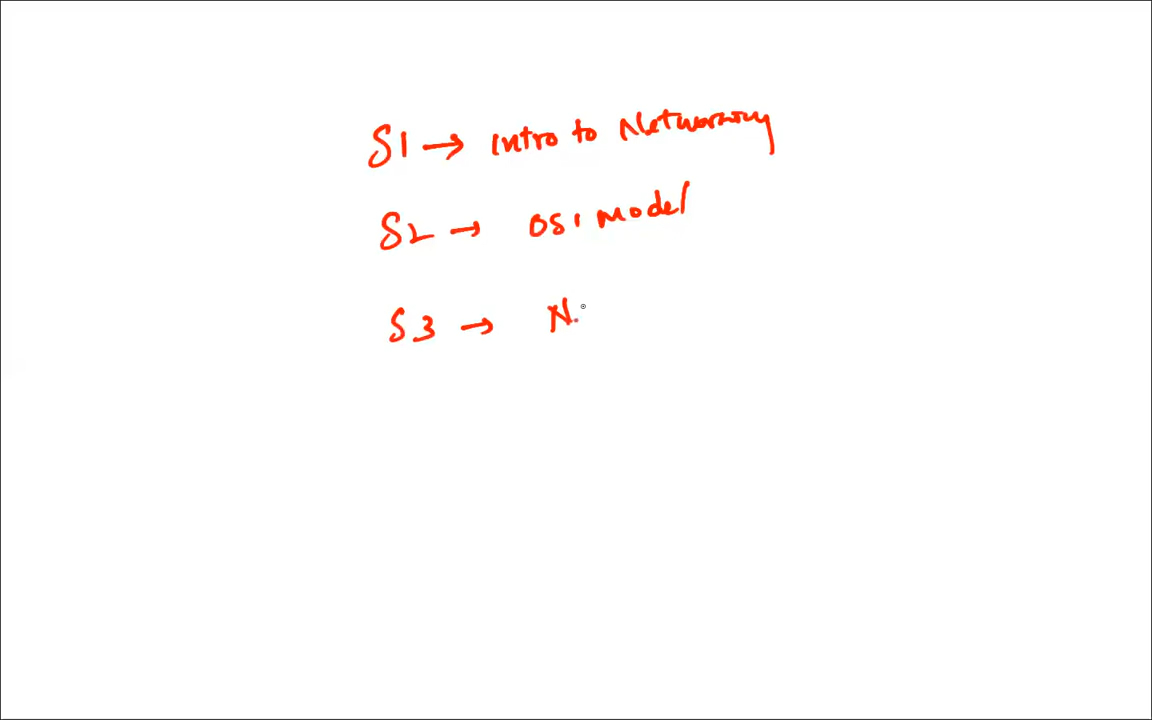 S1 → Intro to Networking
S2 → OSI Model
S3 → N